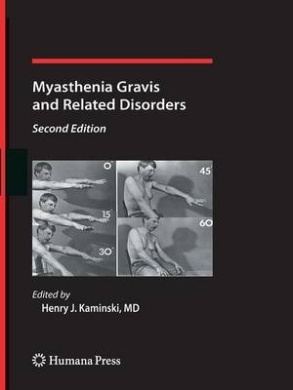 Myasthenia Gravis
and Related Disorders
Second Edition
0°
15°
30°
45°
60
Edited by
Henry J. Kaminski, MD
Humana Press